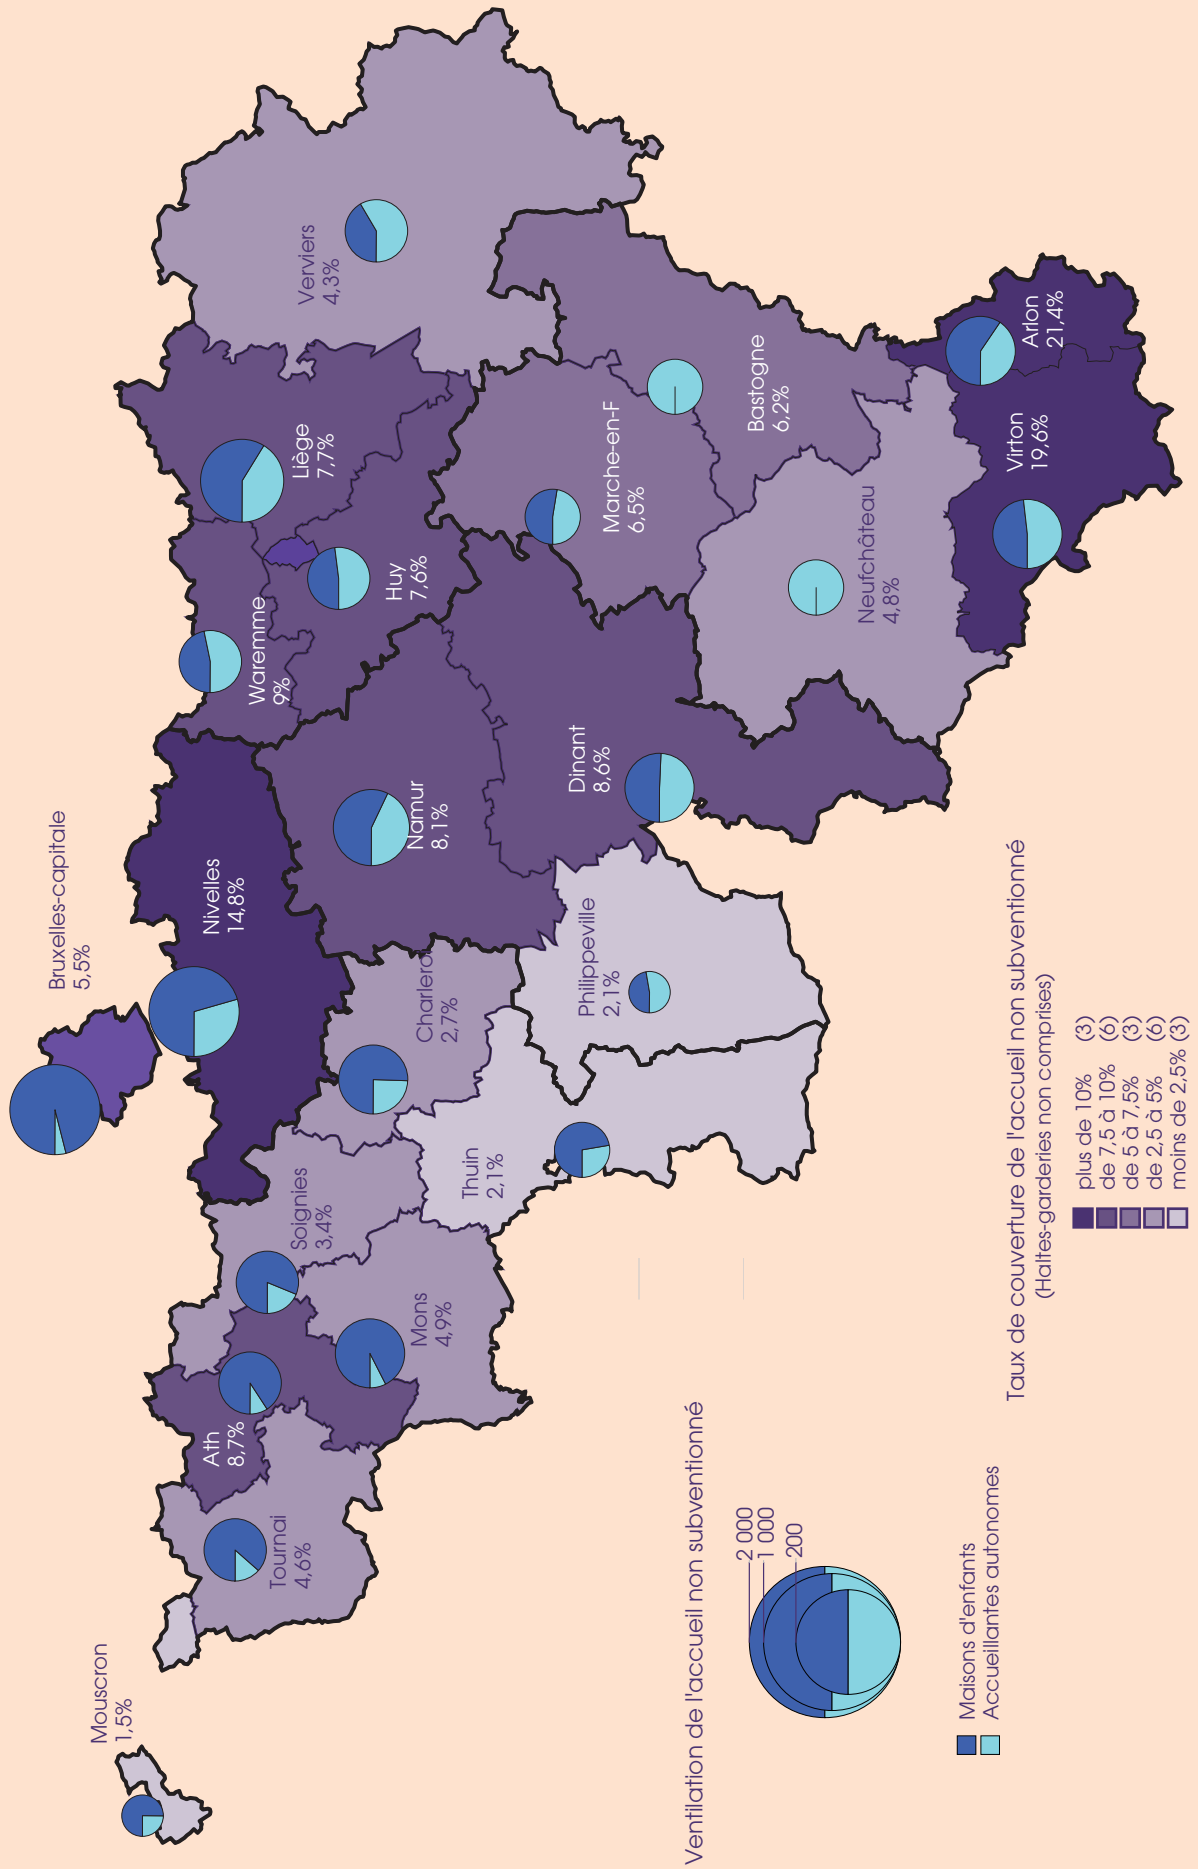 Mouscron
1,5%
Tournai
4,6%
Ath
8,7%
Mons
4,9%
Soignies
3,4%
Thuin
2,1%
Charleroi
2,7%
Bruxelles-capitale
5,5%
Nivelles
14,8%
Philippeville
2,1%
Namur
8,1%
Dinant
8,6%
Waremme
9%
Huy
7,6%
Liège
7,7%
Verviers
4,3%
Marche-en-F
6,5%
Bastogne
6,2%
Neufchâteau
4,8%
Virton
19,6%
Arlon
21,4%
Ventilation de l'accueil non subventionné
2 000
1 000
200
Maisons d'enfants
Accueillantes autonomes
Taux de couverture de l'accueil non subventionné
(Haltes-garderies non comprises)
plus de 10% (3)
de 7,5 à 10% (6)
de 5 à 7,5% (3)
de 2,5 à 5% (6)
moins de 2,5% (3)